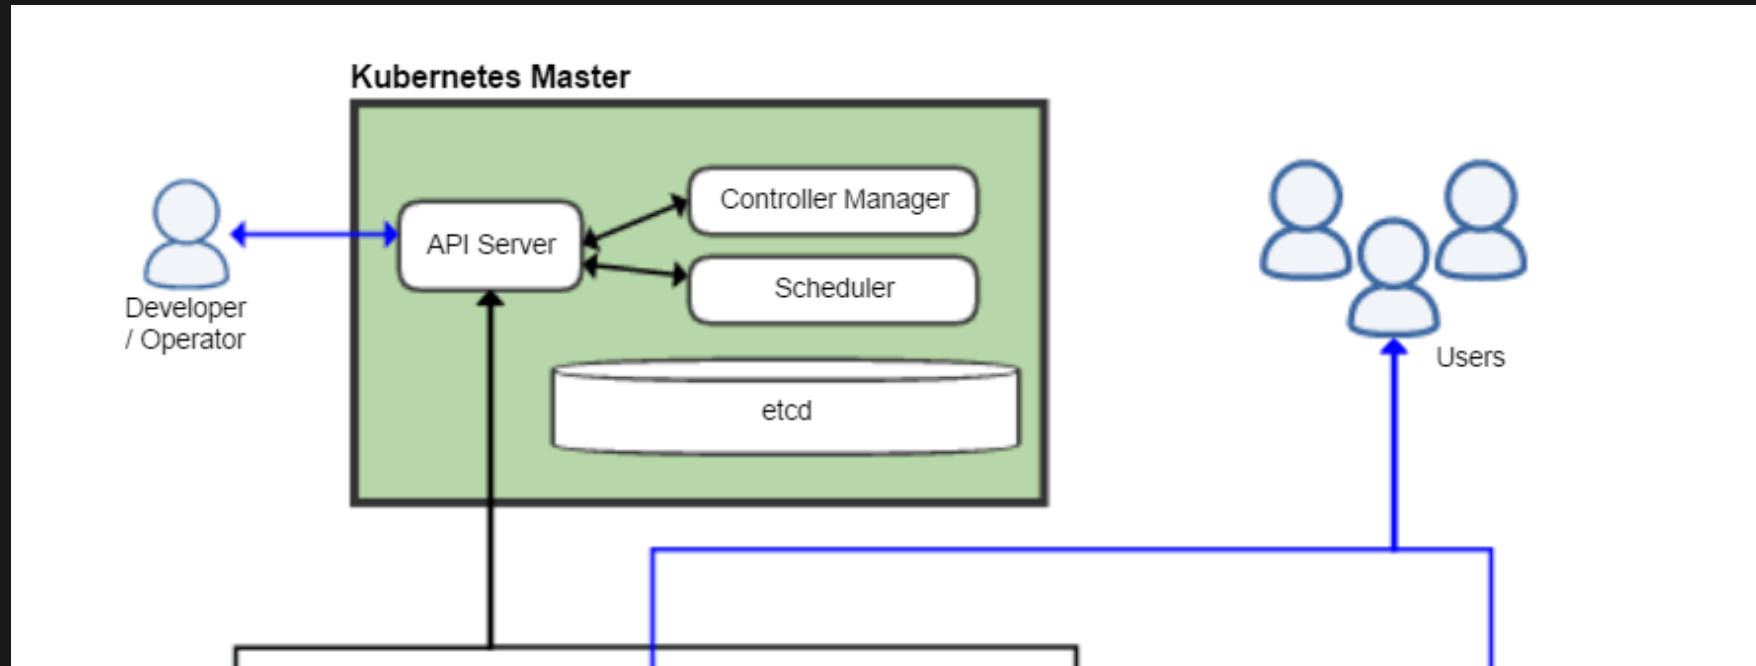 Kubernetes Master
API Server
Controller Manager
Scheduler
etcd
Developer
/ Operator
Users